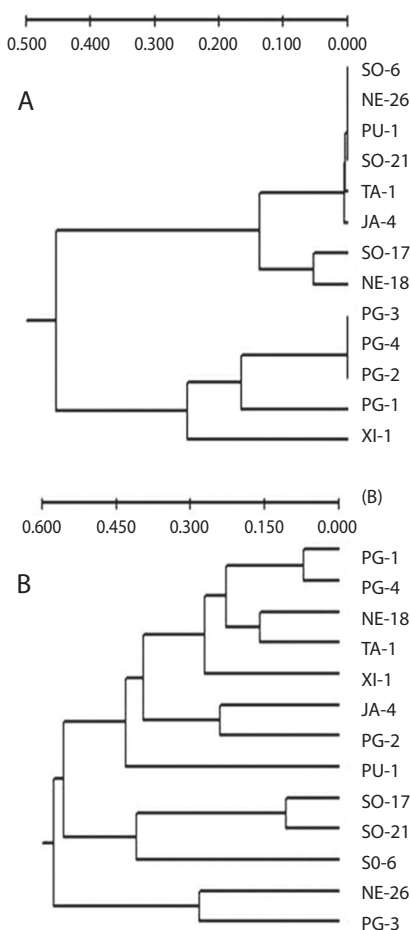 0.500 0.400 0.300 0.200 0.100 0.000
A
SO-6
NE-26
PU-1
SO-21
TA-1
JA-4
SO-17
NE-18
PG-3
PG-4
PG-2
PG-1
XI-1
(B)
0.600 0.450 0.300 0.150 0.000
B
PG-1
PG-4
NE-18
TA-1
XI-1
JA-4
PG-2
PU-1
SO-17
SO-21
S0-6
NE-26
PG-3